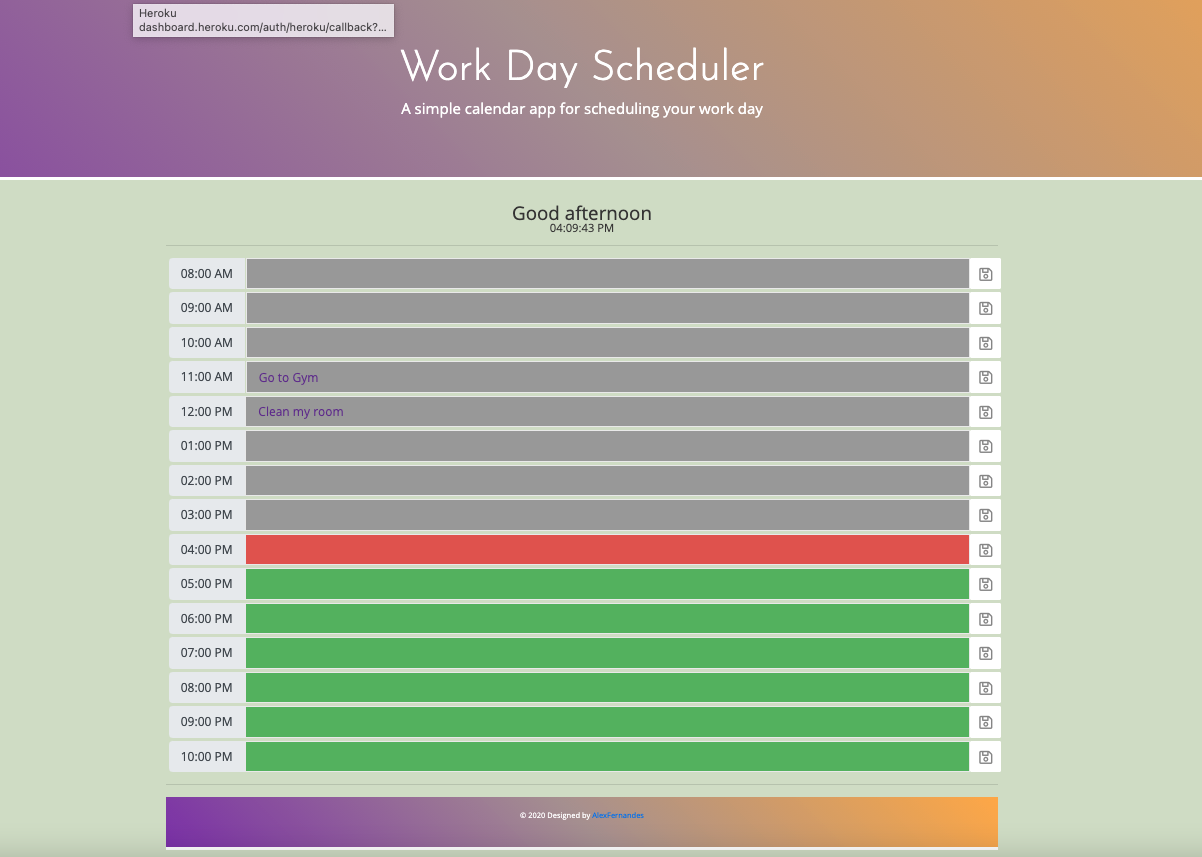 Heroku
dashboard.heroku.com/auth/heroku/callback?...
Work Day Scheduler
A simple calendar app for scheduling your work day
Good afternoon
04:09:43 PM
08:00 AM
09:00 AM
10:00 AM
11:00 AM Go to Gym
12:00 PM Clean my room
01:00 PM
02:00 PM
03:00 PM
04:00 PM
05:00 PM
06:00 PM
07:00 PM
08:00 PM
09:00 PM
10:00 PM
© 2020 Designed by AlexFernandes